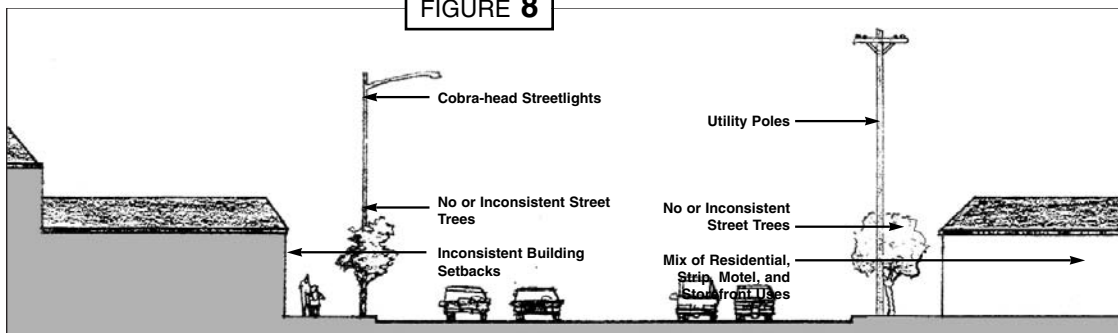 FIGURE 8
Cobra-head Streetlights
No or Inconsistent Street
Trees
Inconsistent Building
Setbacks
Utility Poles
No or Inconsistent
Street Trees
Mix of Residential,
Strip, Motel, and
Storefront Uses